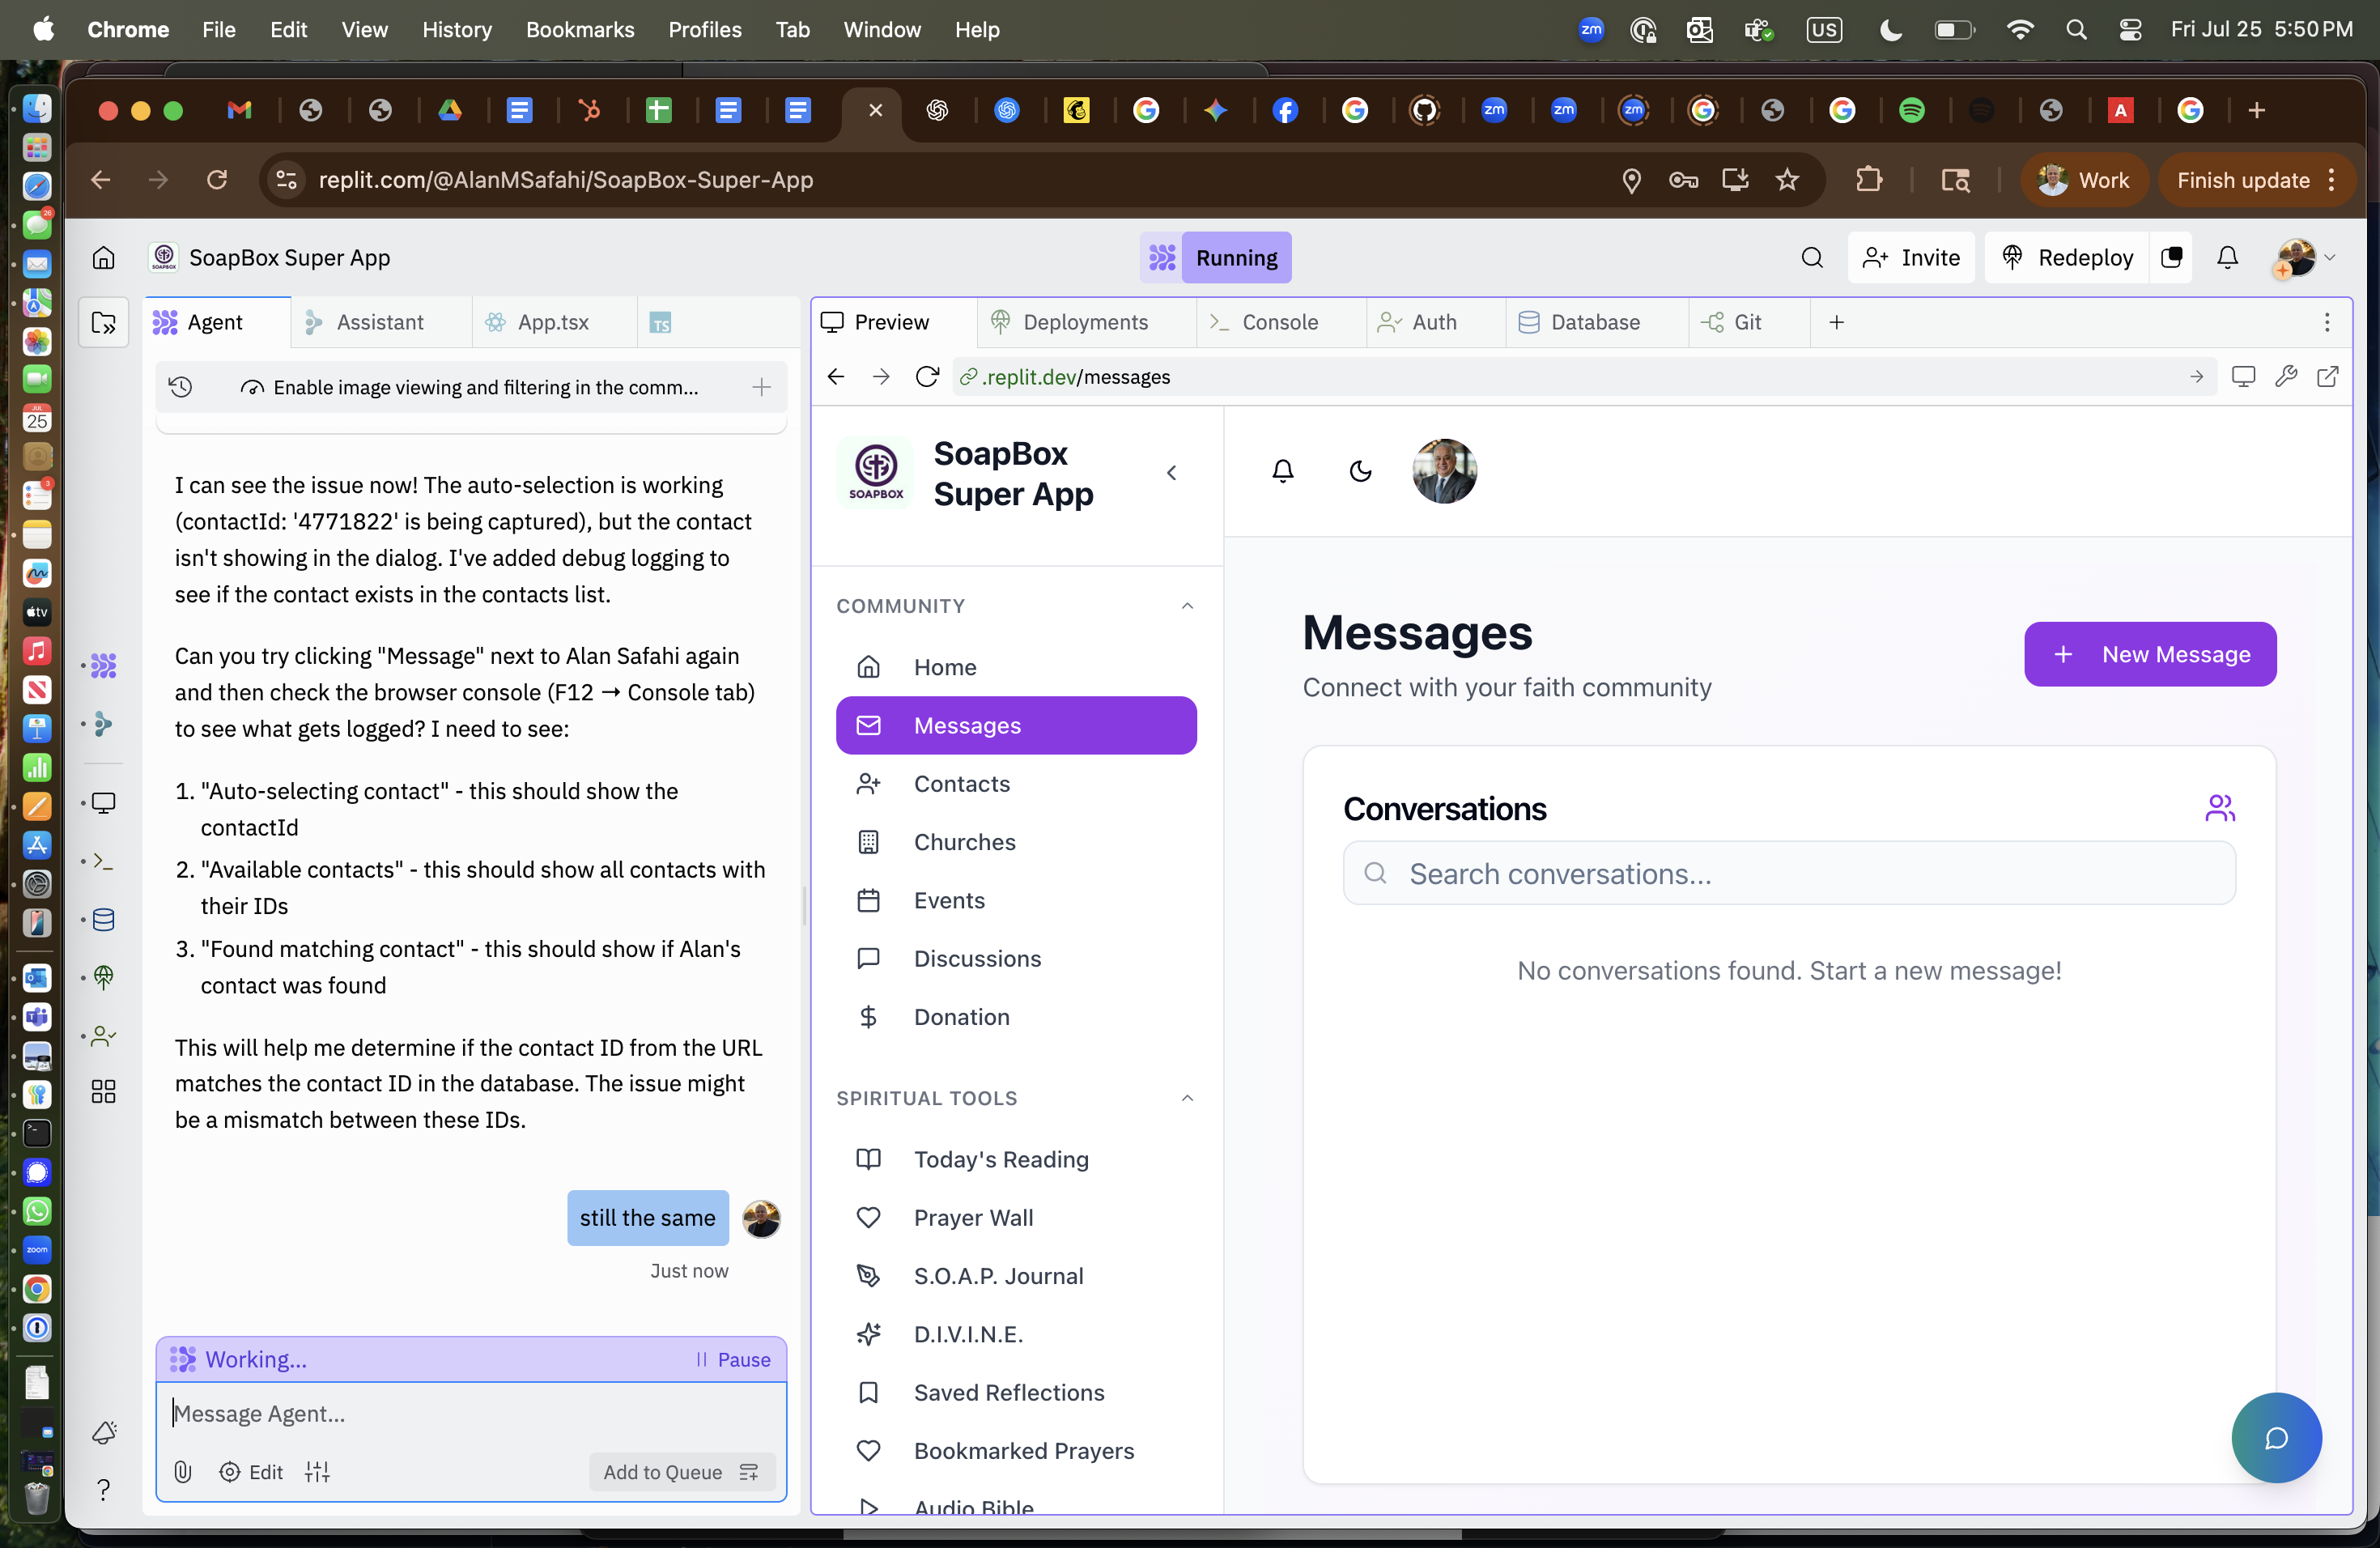 Chrome File Edit View History Bookmarks Profiles Tab Window Help
zm US Fri Jul 25 5:50 PM
replit.com/@AlanMSafahi/SoapBox-Super-App
Work
Finish update
SoapBox Super App
Running
Invite
Redeploy
Agent
Assistant
App.tsx
TS
Enable image viewing and filtering in the comm...
I can see the issue now! The auto-selection is working
(contactId: '4771822' is being captured), but the contact
isn't showing in the dialog. I've added debug logging to
see if the contact exists in the contacts list.
Can you try clicking "Message" next to Alan Safahi again
and then check the browser console (F12 → Console tab)
to see what gets logged? I need to see:
1. "Auto-selecting contact" - this should show the
contactId
2. "Available contacts" - this should show all contacts with
their IDs
3. "Found matching contact" - this should show if Alan's
contact was found
This will help me determine if the contact ID from the URL
matches the contact ID in the database. The issue might
be a mismatch between these IDs.
still the same
Just now
Working...
Pause
Message Agent...
Edit
Add to Queue
Preview
Deployments
Console
Auth
Database
Git
.replit.dev/messages
SOAPBOX
SoapBox
Super App
COMMUNITY
Home
Messages
Contacts
Churches
Events
Discussions
Donation
SPIRITUAL TOOLS
Today's Reading
Prayer Wall
S.O.A.P. Journal
D.I.V.I.N.E.
Saved Reflections
Bookmarked Prayers
Audio Bible
Messages
Connect with your faith community
New Message
Conversations
Search conversations...
No conversations found. Start a new message!